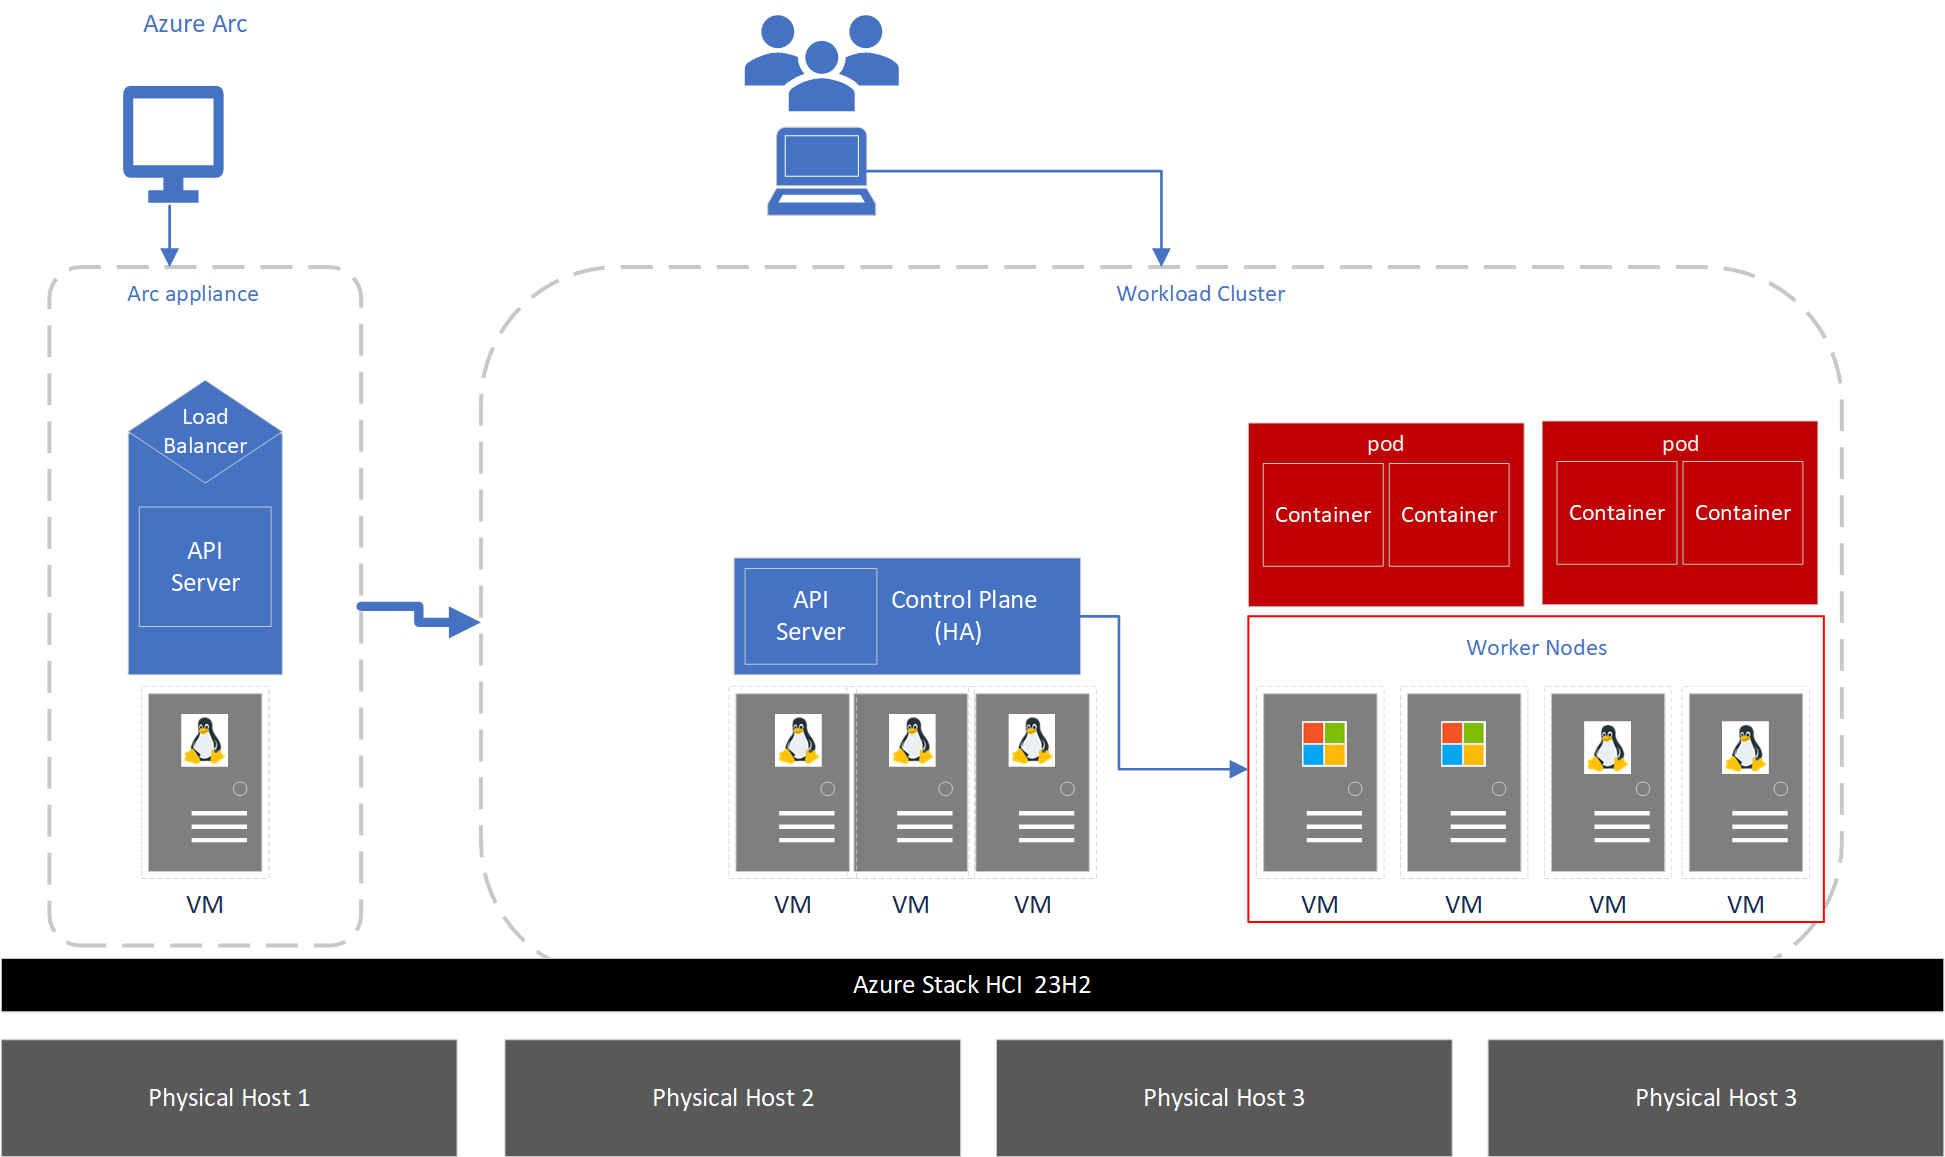 Azure Arc
Arc appliance
Workload Cluster
Load
Balancer
API
Server
API
Server
Control Plane
(HA)
pod
Container
Container
pod
Container
Container
Worker Nodes
VM
VM
VM
VM
VM
VM
VM
VM
Azure Stack HCI 23H2
Physical Host 1
Physical Host 2
Physical Host 3
Physical Host 3